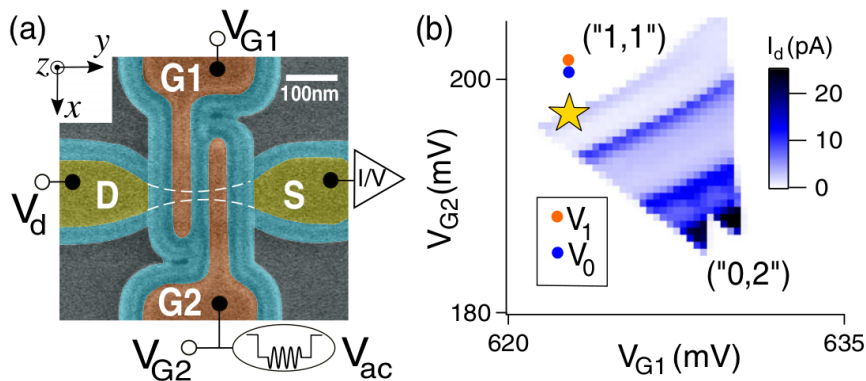 (a)
V_G1
z
y
x
G1
100nm
D
S
I/V
V_d
G2
V_G2
V_ac
(b)
("1,1")
I_d (pA)
20
10
0
200
180
V_G2 (mV)
V_1
V_0
("0,2")
620
635
V_G1 (mV)